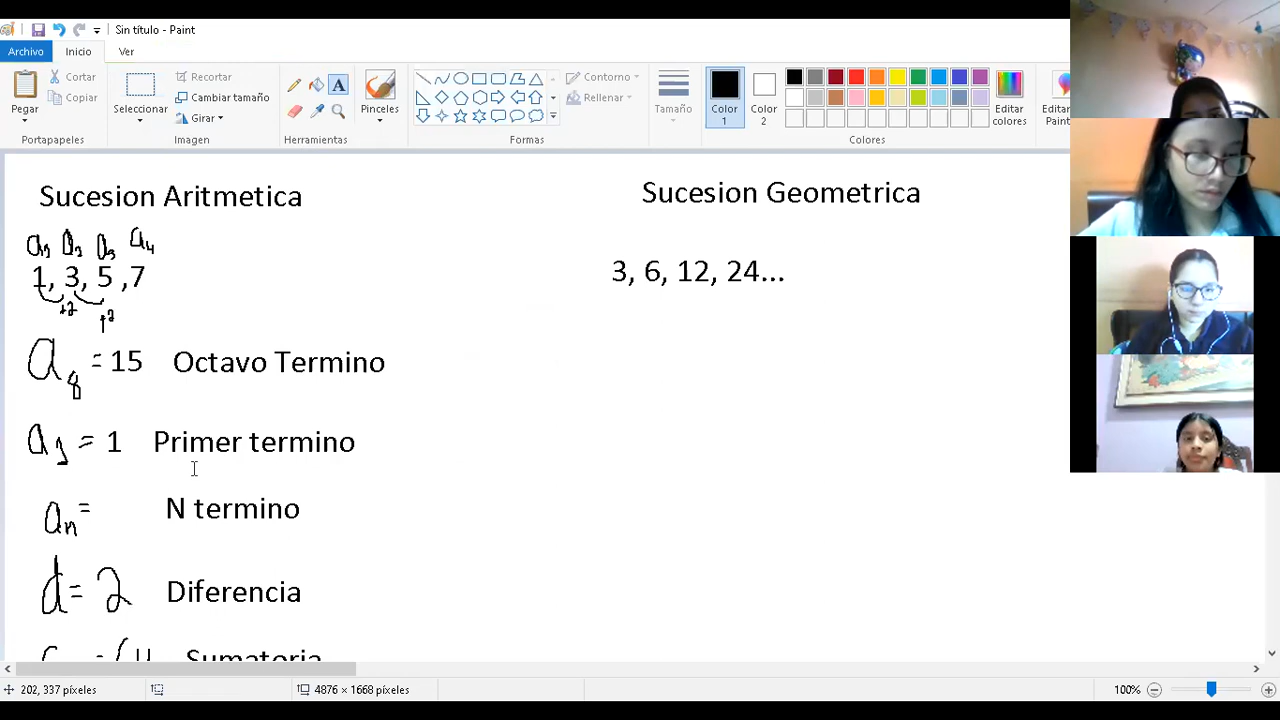 Sin título - Paint
Archivo Inicio Ver
Pegar
Cortar
Copiar
Portapapeles
Seleccionar
Recortar
Cambiar tamaño
Girar
Imagen
Herramientas
Pinceles
Contorno
Rellenar
Formas
Tamaño
Color 1
Color 2
Editar colores
Editar Paint
Colores
Sucesion Aritmetica
a1 a2 a3 a4
1, 3, 5 ,7
+2
+2
a8 = 15 Octavo Termino
a1 = 1 Primer termino
an = N termino
d = 2 Diferencia
Sumatoria
Sucesion Geometrica
3, 6, 12, 24...
202, 337 píxeles
4876 × 1668 píxeles
100%